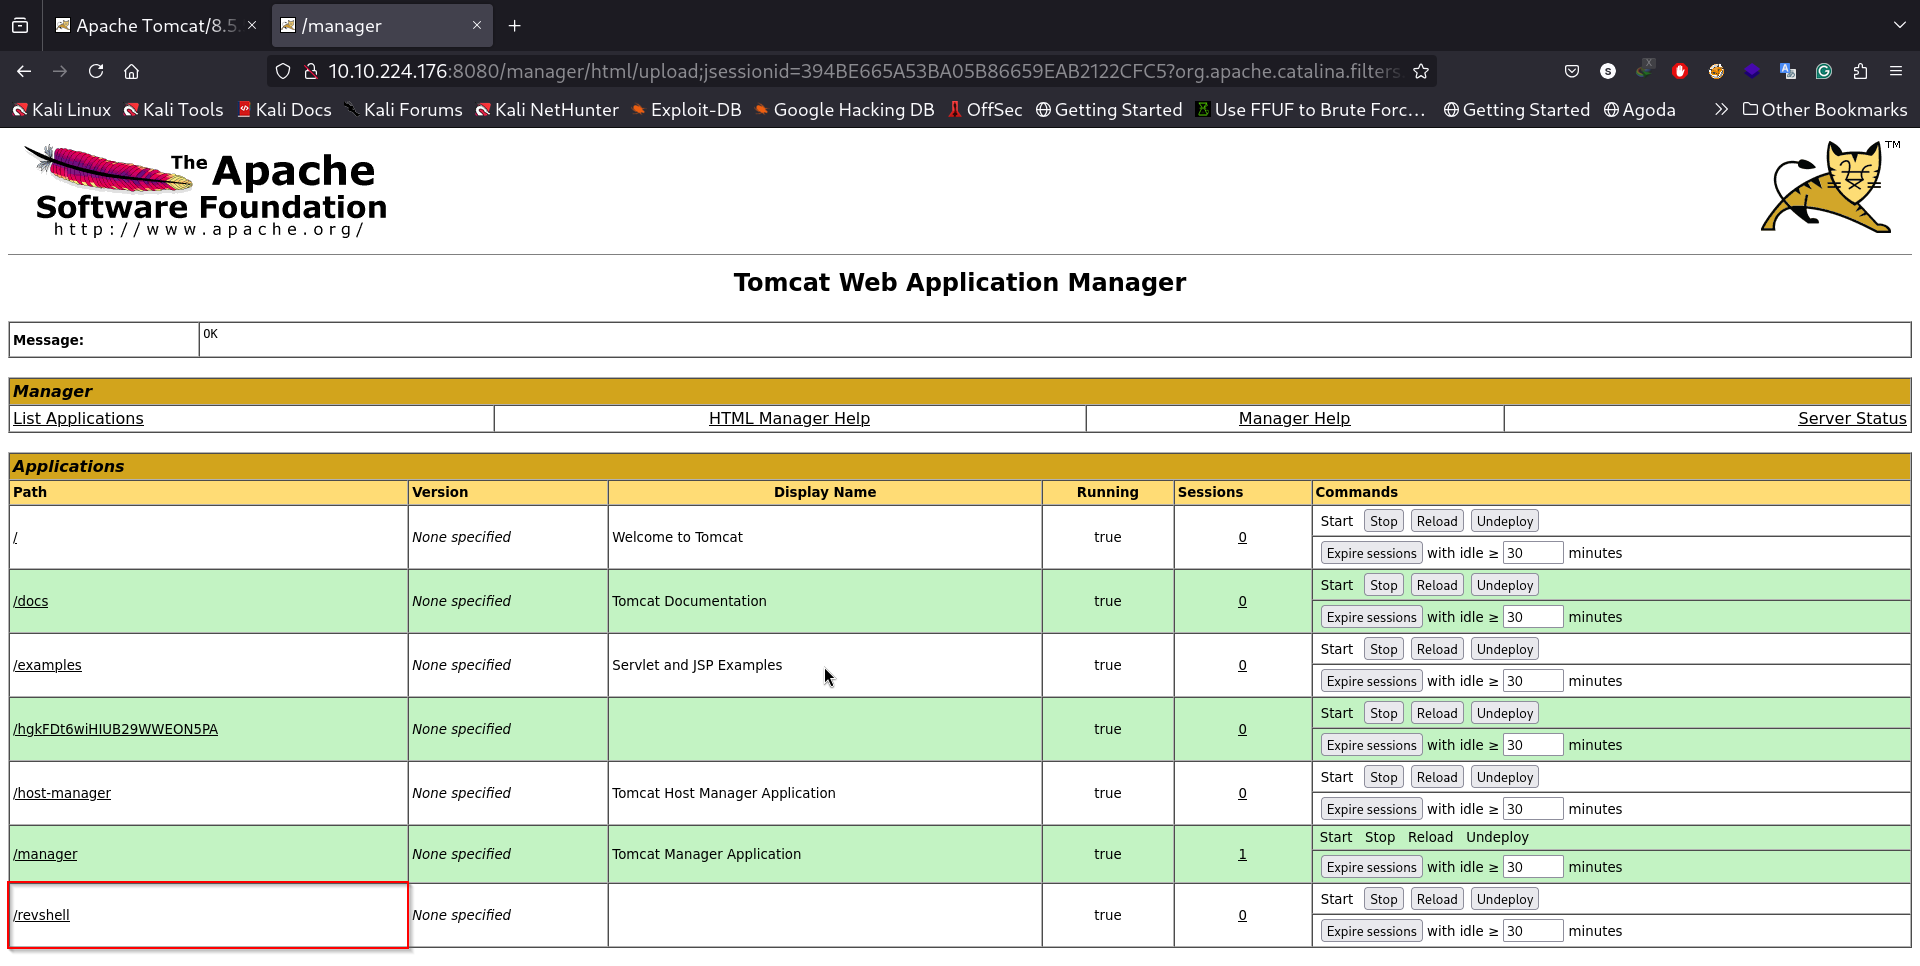 Apache Tomcat/8.5. × /manager × +
10.10.224.176:8080/manager/html/upload;jsessionid=394BE665A53BA05B86659EAB2122CFC5?org.apache.catalina.filters.
Kali Linux Kali Tools Kali Docs Kali Forums Kali NetHunter Exploit-DB Google Hacking DB OffSec Getting Started Use FFUF to Brute Forc… Getting Started Agoda Other Bookmarks
The Apache
Software Foundation
http://www.apache.org/
TM
Tomcat Web Application Manager
Message: OK
Manager
List Applications HTML Manager Help Manager Help Server Status
Applications
Path Version Display Name Running Sessions Commands
/ None specified Welcome to Tomcat true 0 Start Stop Reload Undeploy
Expire sessions with idle ≥ 30 minutes
/docs None specified Tomcat Documentation true 0 Start Stop Reload Undeploy
Expire sessions with idle ≥ 30 minutes
/examples None specified Servlet and JSP Examples true 0 Start Stop Reload Undeploy
Expire sessions with idle ≥ 30 minutes
/hgkFDt6wiHIUB29WWEON5PA None specified true 0 Start Stop Reload Undeploy
Expire sessions with idle ≥ 30 minutes
/host-manager None specified Tomcat Host Manager Application true 0 Start Stop Reload Undeploy
Expire sessions with idle ≥ 30 minutes
/manager None specified Tomcat Manager Application true 1 Start Stop Reload Undeploy
Expire sessions with idle ≥ 30 minutes
/revshell None specified true 0 Start Stop Reload Undeploy
Expire sessions with idle ≥ 30 minutes